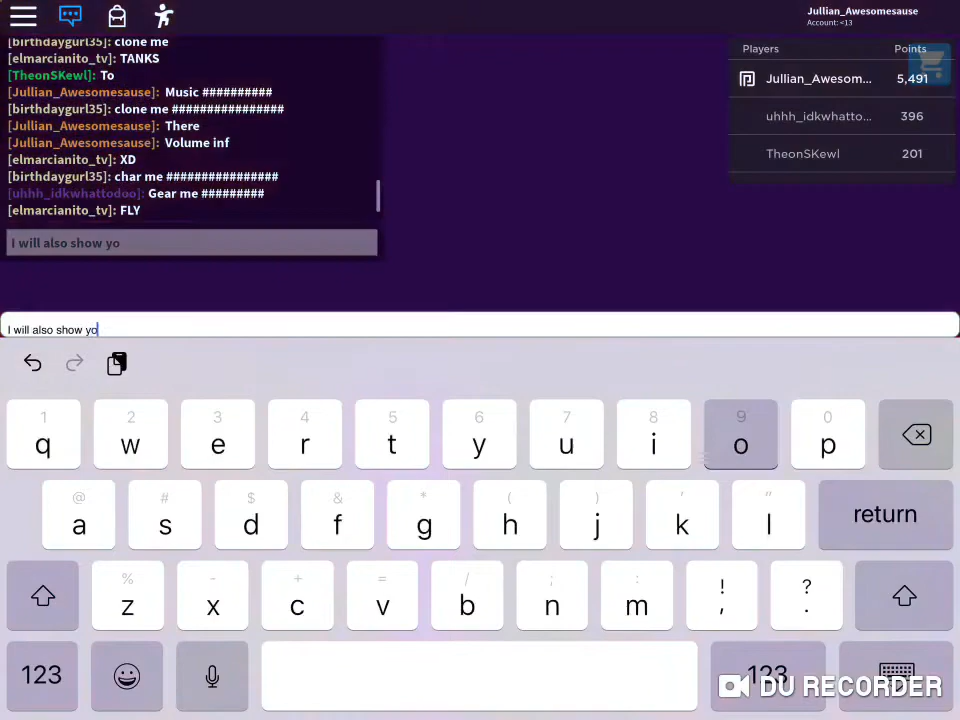 Jullian_Awesomesause
Account: <13
[birthdaygurl35]: clone me
[elmarcianito_tv]: TANKS
[TheonSKewl]: To
[Jullian_Awesomesause]: Music ##########
[birthdaygurl35]: clone me ################
[Jullian_Awesomesause]: There
[Jullian_Awesomesause]: Volume inf
[elmarcianito_tv]: XD
[birthdaygurl35]: char me ################
[uhhh_idkwhattodoo]: Gear me #########
[elmarcianito_tv]: FLY
I will also show yo
Players Points
Jullian_Awesom... 5,491
uhhh_idkwhatto... 396
TheonSKewl 201
I will also show yo
1 2 3 4 5 6 7 8 9 0
q w e r t y u i o p
@ # $ & * ( ) ' "
a s d f g h j k l return
% - + = / ; : ! ?
z x c v b n m , .
123 123
DU RECORDER